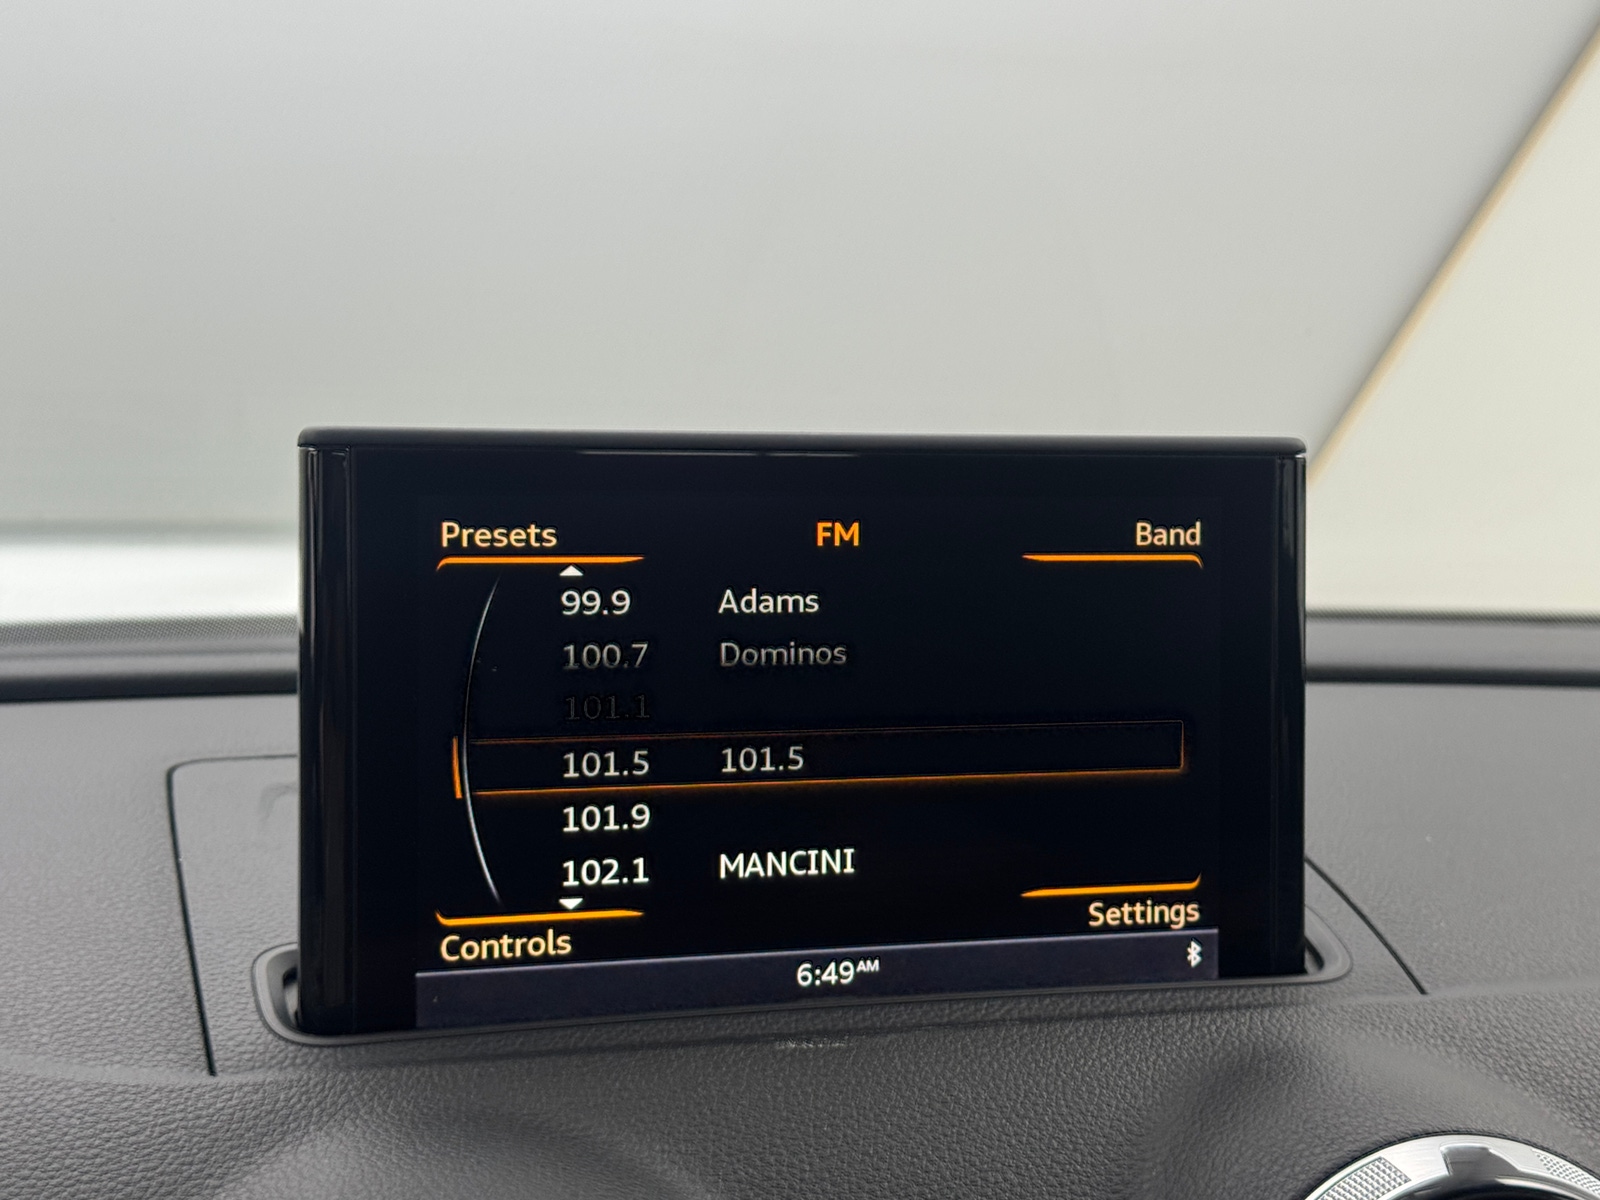 Presets FM Band
99.9 Adams
100.7 Dominos
101.1
101.5 101.5
101.9
102.1 MANCINI
Settings
Controls
6:49AM